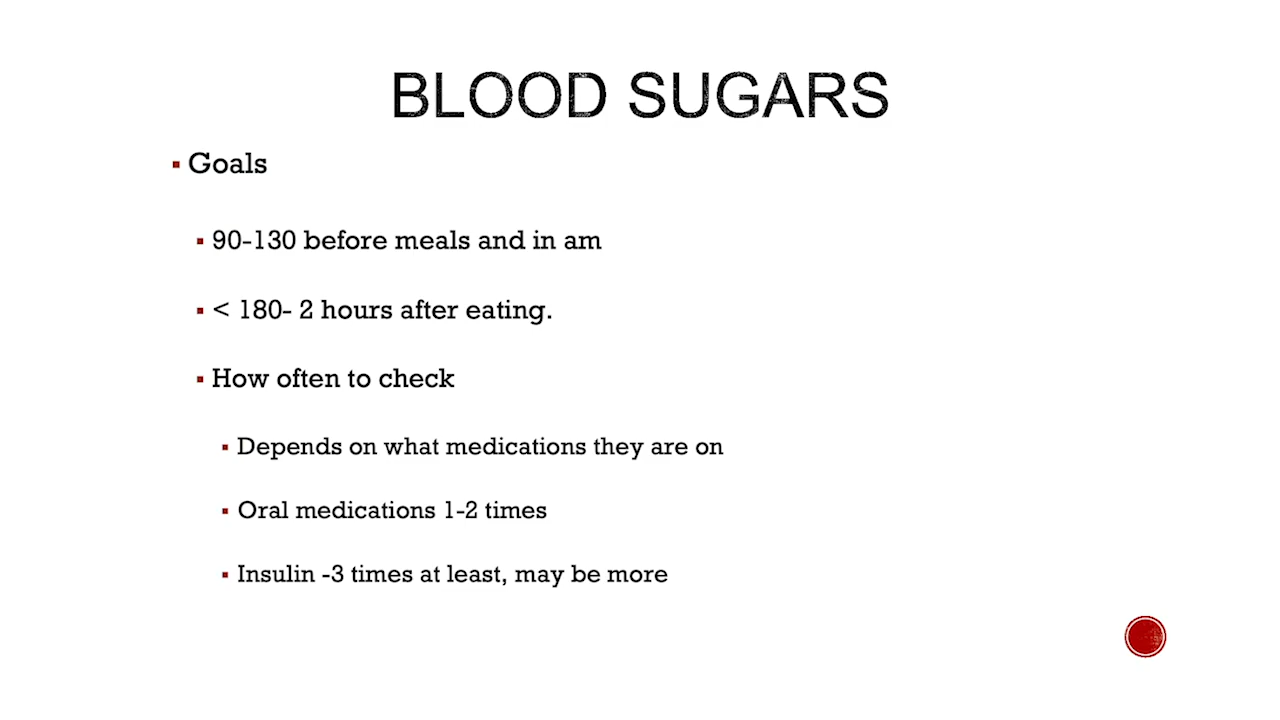 BLOOD SUGARS
▪ Goals
▪ 90-130 before meals and in am
▪ < 180- 2 hours after eating.
▪ How often to check
▪ Depends on what medications they are on
▪ Oral medications 1-2 times
▪ Insulin -3 times at least, may be more